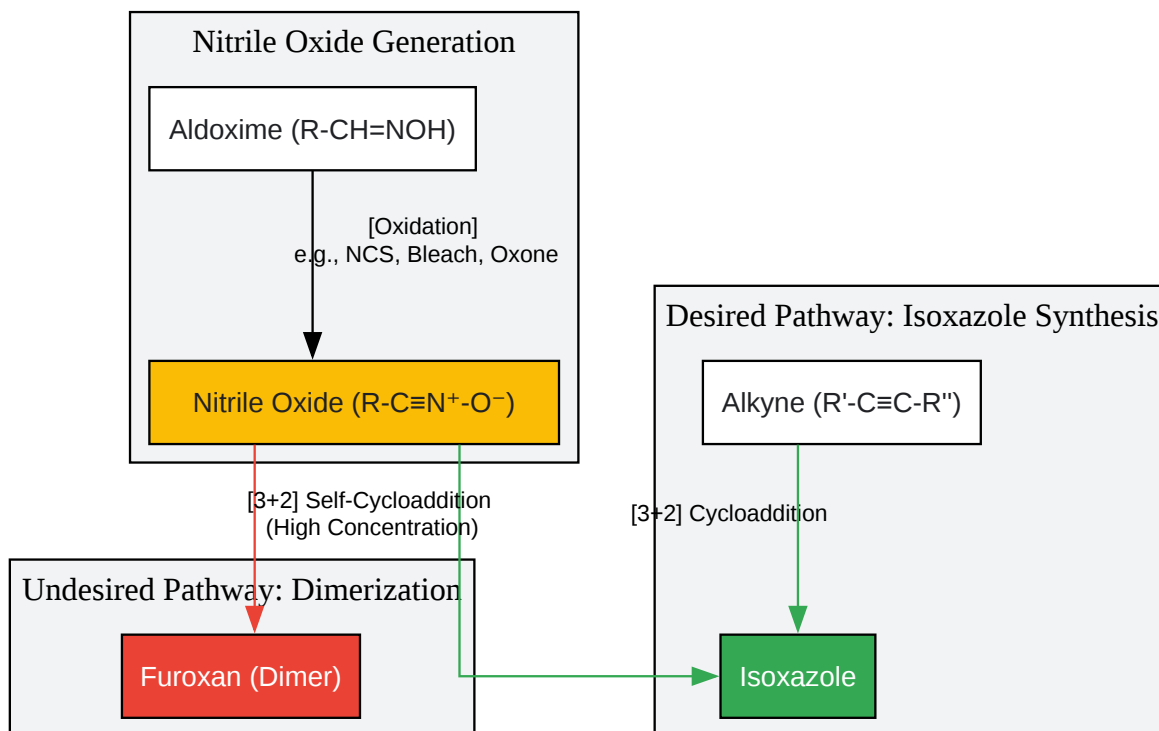 Nitrile Oxide Generation
Aldoxime (R-CH=NOH)
[Oxidation]
e.g., NCS, Bleach, Oxone
Nitrile Oxide (R-C≡N⁺-O⁻)
Desired Pathway: Isoxazole Synthesis
Alkyne (R'-C≡C-R'')
[3+2] Self-Cycloaddition
(High Concentration)
[3+2] Cycloaddition
Undesired Pathway: Dimerization
Furoxan (Dimer)
Isoxazole